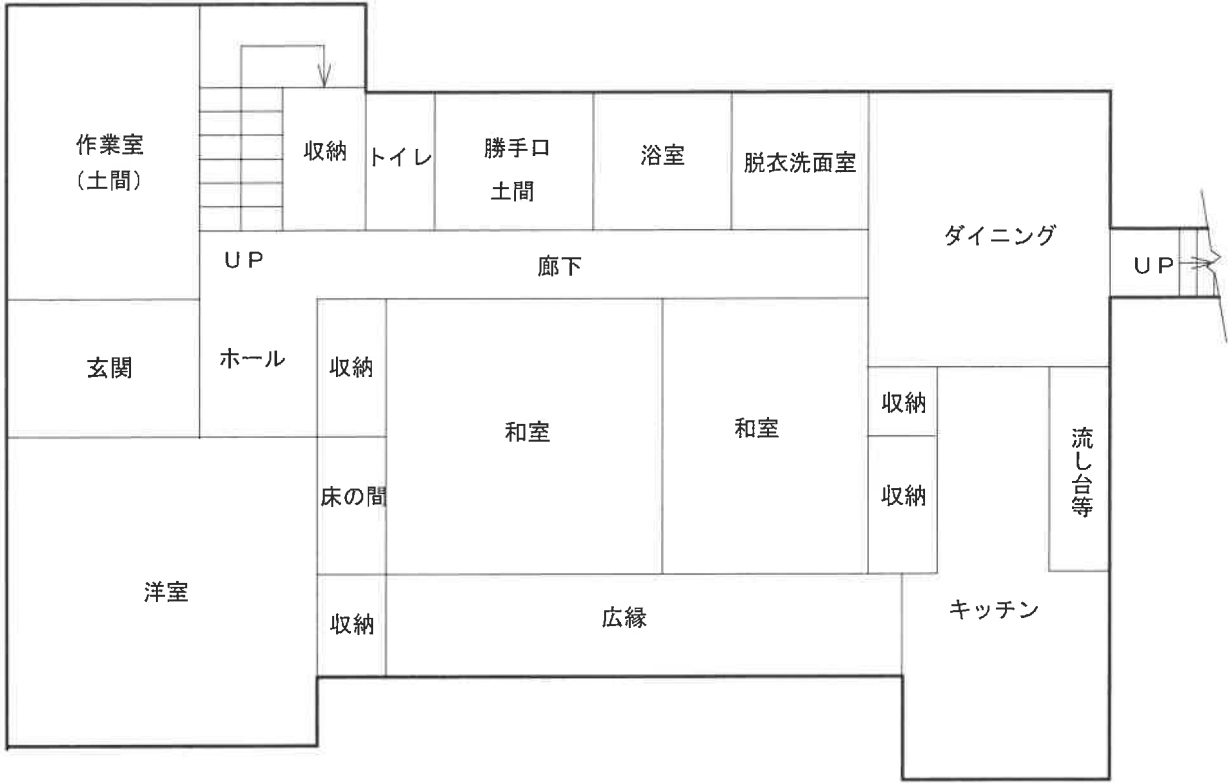 作業室
(土間)
収納
トイレ
勝手口
土間
浴室
脱衣洗面室
ダイニング
UP
UP
廊下
玄関
ホール
収納
和室
和室
収納
収納
流し台等
床の間
洋室
収納
広縁
キッチン